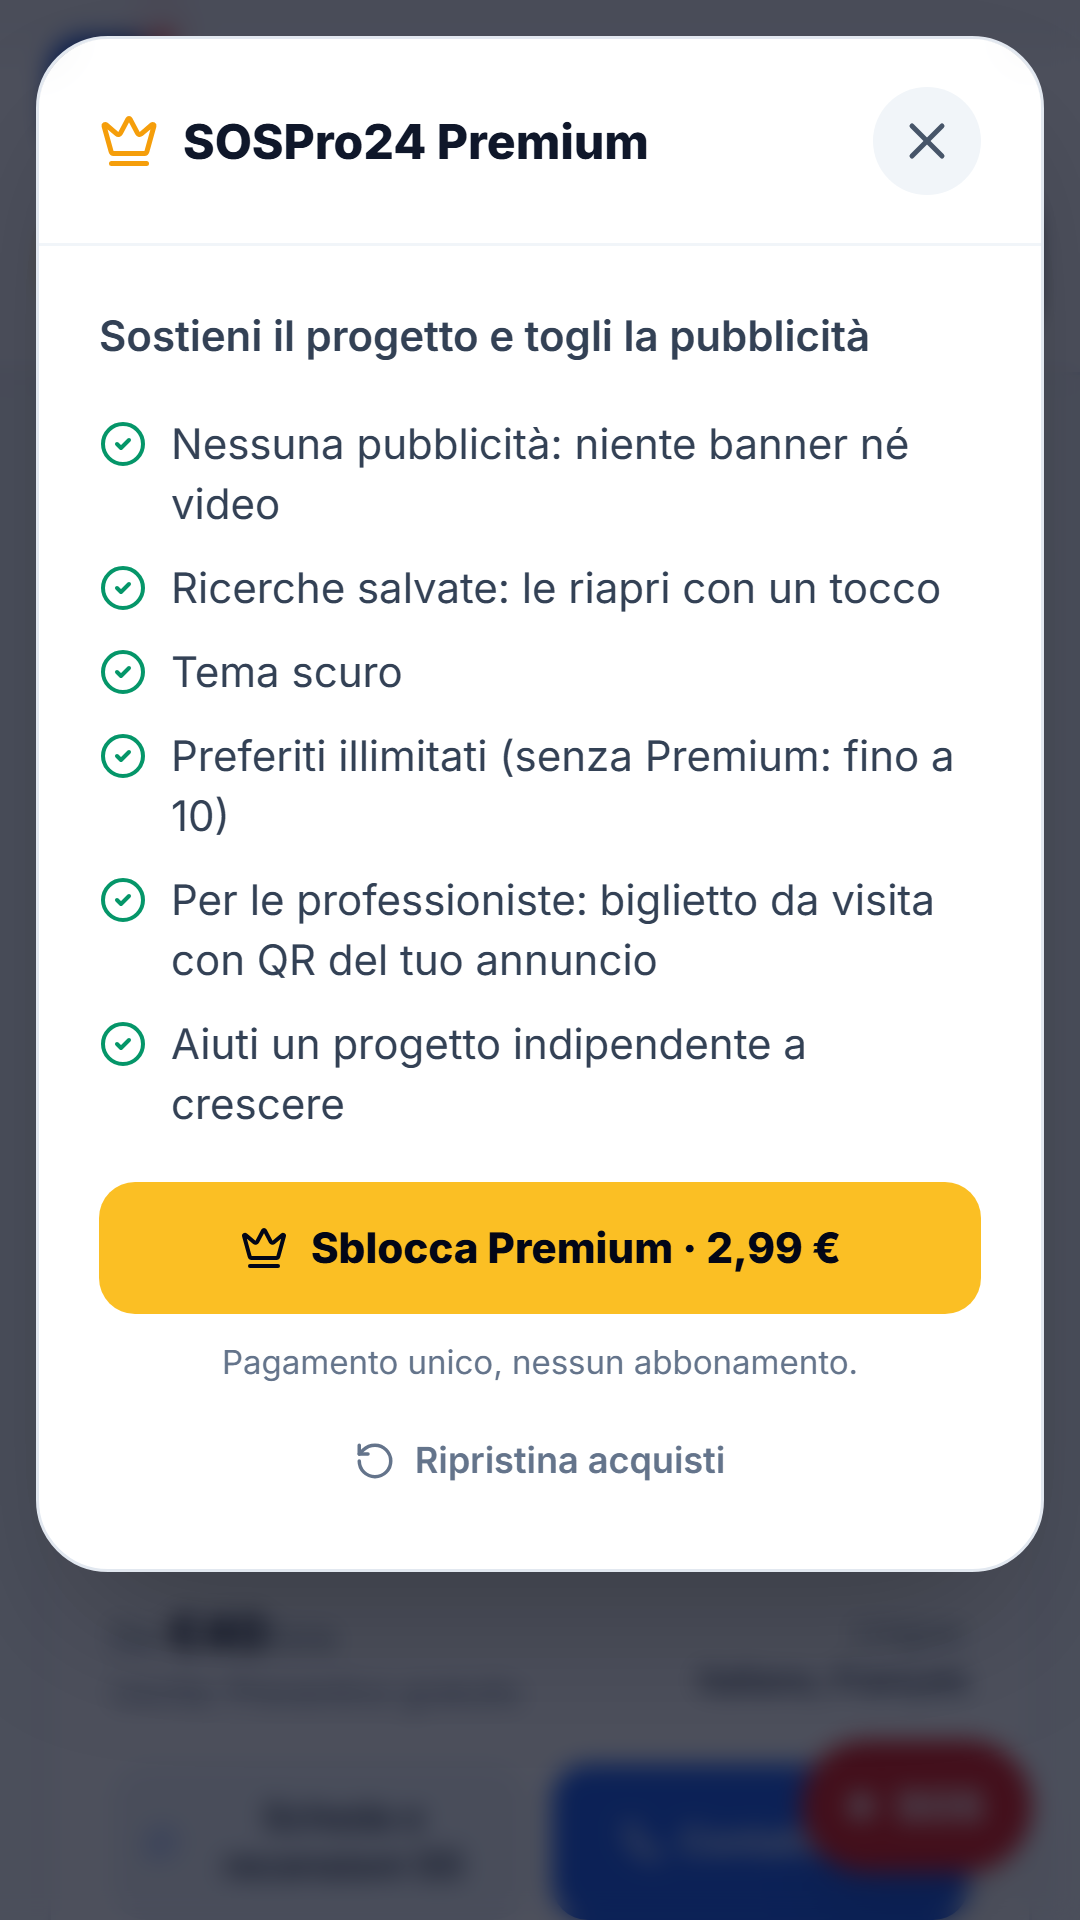 SOSPro24 Premium
Sostieni il progetto e togli la pubblicità
Nessuna pubblicità: niente banner né
video
Ricerche salvate: le riapri con un tocco
Tema scuro
Preferiti illimitati (senza Premium: fino a
10)
Per le professioniste: biglietto da visita
con QR del tuo annuncio
Aiuti un progetto indipendente a
crescere
Sblocca Premium · 2,99 €
Pagamento unico, nessun abbonamento.
Ripristina acquisti